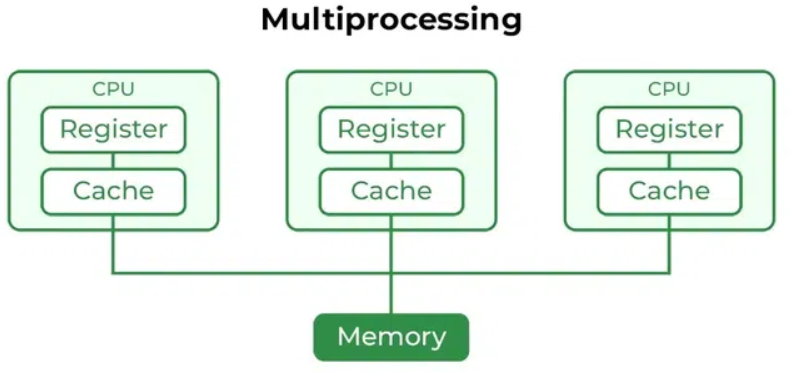 Multiprocessing
CPU
Register
Cache
CPU
Register
Cache
CPU
Register
Cache
Memory